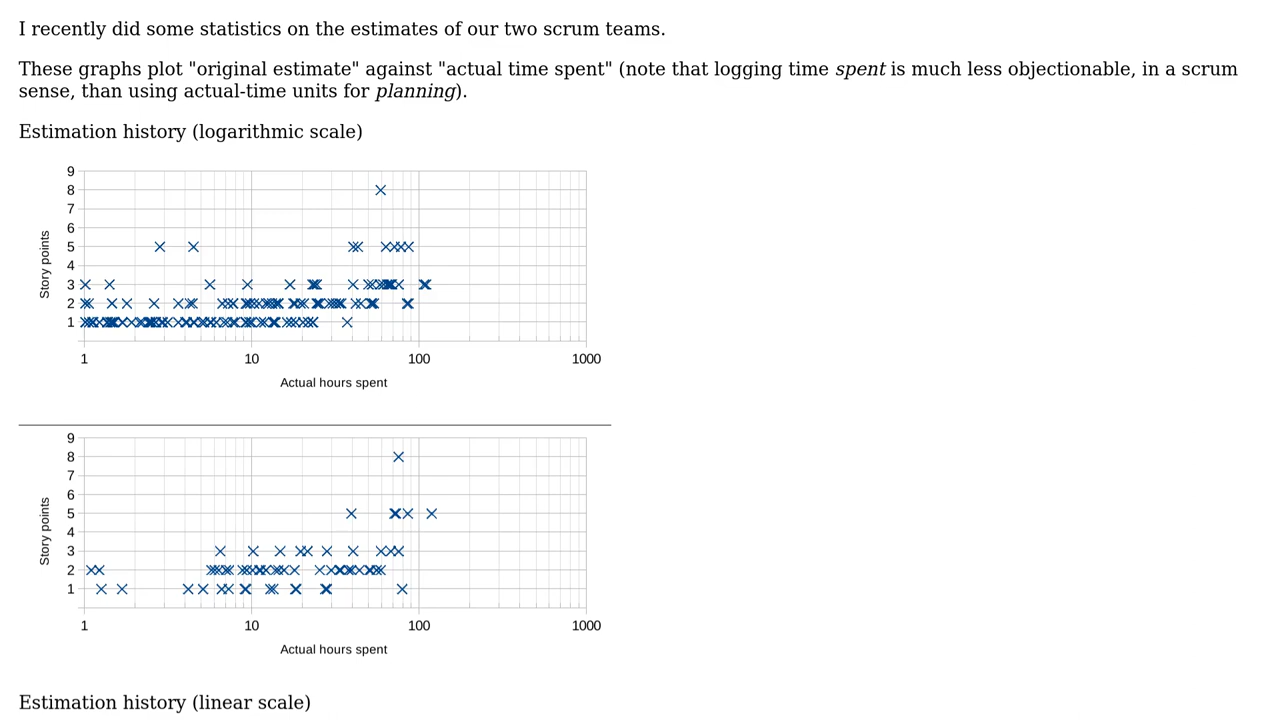 I recently did some statistics on the estimates of our two scrum teams.
These graphs plot "original estimate" against "actual time spent" (note that logging time spent is much less objectionable, in a scrum
sense, than using actual-time units for planning).
Estimation history (logarithmic scale)
9
8
7
6
5
4
3
2
1
Story points
1 10 100 1000
Actual hours spent
9
8
7
6
5
4
3
2
1
Story points
1 10 100 1000
Actual hours spent
Estimation history (linear scale)